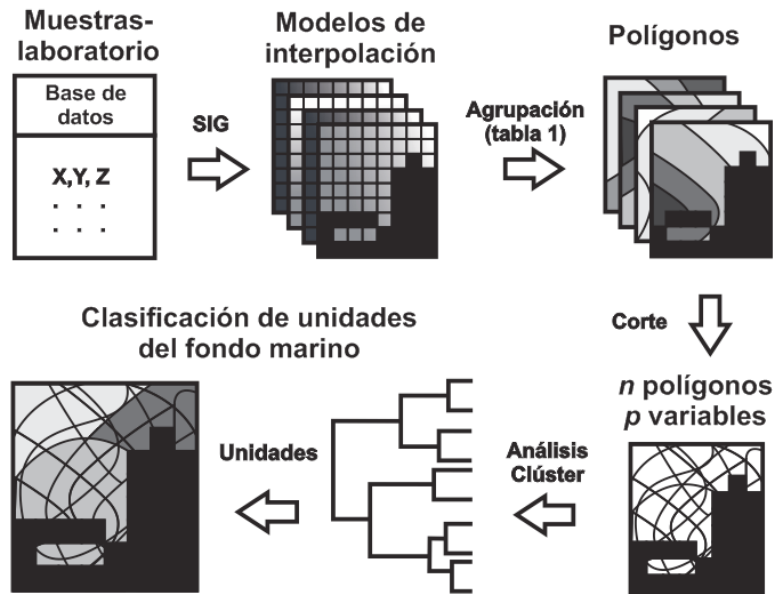 Muestras-
laboratorio
Base de
datos
X,Y, Z
. . .
. . .
SIG
Modelos de
interpolación
Agrupación
(tabla 1)
Polígonos
Corte
n polígonos
p variables
Análisis
Clúster
Unidades
Clasificación de unidades
del fondo marino